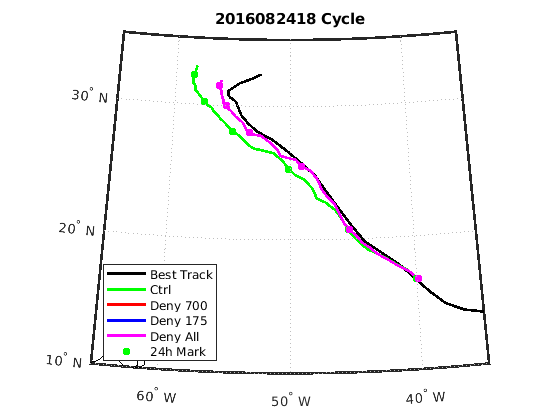 2016082418 Cycle
30° N
20° N
10° N
Best Track
Ctrl
Deny 700
Deny 175
Deny All
24h Mark
60° W
50° W
40° W